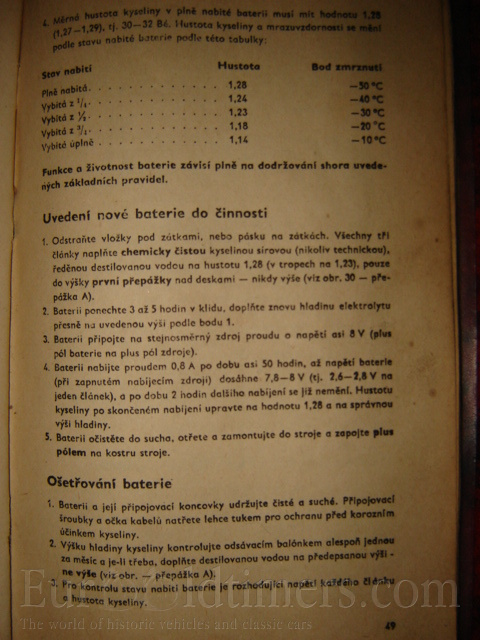 4. Měrná hustota kyseliny v plně nabité baterii musí mít hodnotu 1,28
(1,27—1,29), tj. 30—32 Bé. Hustota kyseliny a mrazuvzdornosti se mění
podle stavu nabité baterie podle této tabulky:
Stav nabití Hustota Bod zmrznutí
Plně nabitá . . . . . . . . . . . 1,28 —50 °C
Vybitá z 1/4 . . . . . . . . . . . 1,24 —40 °C
Vybitá z 1/2 . . . . . . . . . . . 1,23 —30 °C
Vybitá z 3/4 . . . . . . . . . . . 1,18 —20 °C
Vybitá úplně . . . . . . . . . . . 1,14 —10 °C
Funkce a životnost baterie závisí plně na dodržování shora uvede-
ných základních pravidel.
Uvedení nové baterie do činnosti
1. Odstraňte vložky pod zátkami, nebo pásku na zátkách. Všechny tři
články naplňte chemicky čistou kyselinou sírovou (nikoliv technickou),
ředěnou destilovanou vodou na hustotu 1,28 (v tropech na 1,23), pouze
do výšky první přepážky nad deskami — nikdy výše (viz obr. 30 — pře-
pážka A).
2. Baterii ponechte 3 až 5 hodin v klidu, doplňte znovu hladinu elektrolytu
přesně na uvedenou výši podle bodu 1.
3. Baterii připojte na stejnosměrný zdroj proudu o napětí asi 8 V (plus
pól baterie na plus pól zdroje).
4. Baterii nabijte proudem 0,8 A po dobu asi 50 hodin, až napětí baterie
(při zapnutém nabíjecím zdroji) dosáhne 7,8—8 V (tj. 2,6—2,8 V na
jeden článek), a po dobu 2 hodin dalšího nabíjení se již nemění. Hustotu
kyseliny po skončeném nabíjení upravte na hodnotu 1,28 a na správnou
výši hladiny.
5. Baterii očistěte do sucha, otřete a zamontujte do stroje a zapojte plus
pólem na kostru stroje.
Ošetřování baterie
1. Baterii a její připojovací koncovky udržujte čisté a suché. Připojovací
šroubky a očka kabelů natřete lehce tukem pro ochranu před korozním
účinkem kyseliny.
2. Výšku hladiny kyseliny kontrolujte odsávacím balónkem alespoň jednou
za měsíc a je-li třeba, doplňte destilovanou vodou na předepsanou výši—
ne výše (viz obr. — přepážka A).
3. Pro kontrolu stavu nabití baterie je rozhodující napětí každého článku
a hustota kyseliny.
49
EuroOldtimers.com
The world of historic vehicles and classic cars